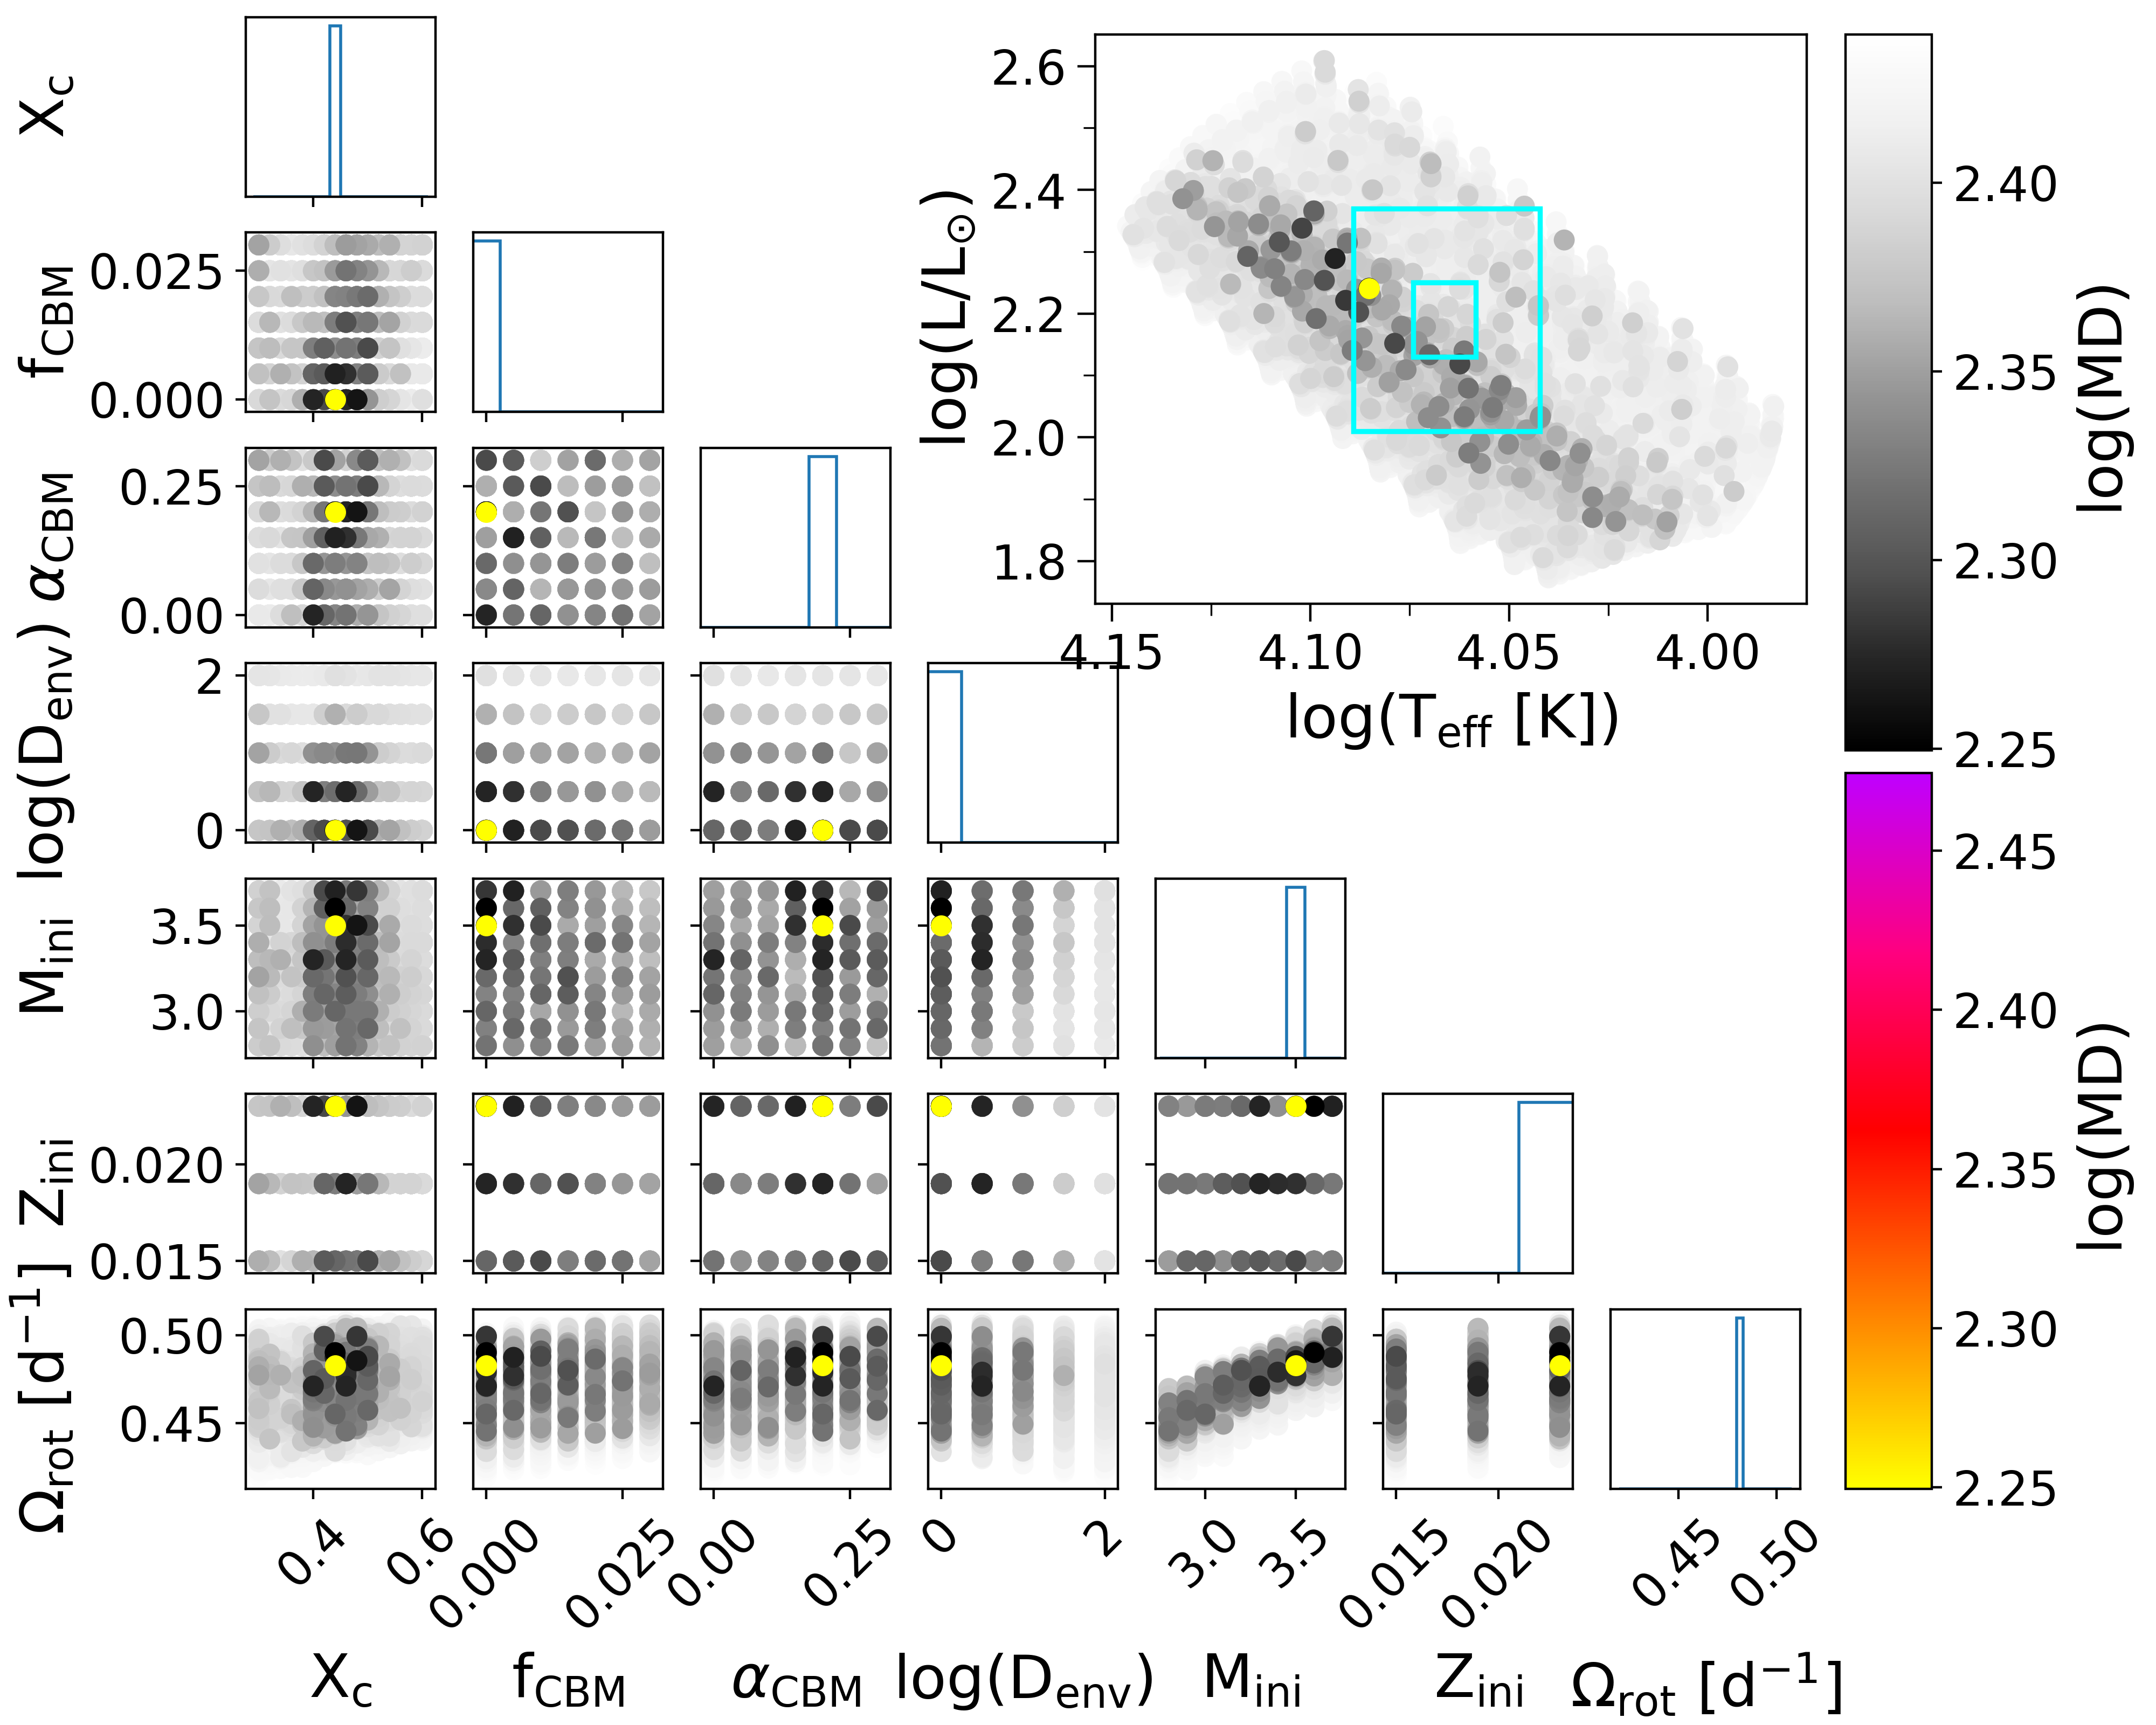 X_c
f_CBM
0.025
0.000
α_CBM
0.25
0.00
log(D_env)
2
0
M_ini
3.5
3.0
Z_ini
0.020
0.015
Ω_rot [d⁻¹]
0.50
0.45
log(L/L_⊙)
2.6
2.4
2.2
2.0
1.8
4.15 4.10 4.05 4.00
log(T_eff [K])
2.40
2.35
2.30
2.25
log(MD)
2.45
2.40
2.35
2.30
2.25
log(MD)
0.4 0.6 0.000 0.025 0.00 0.25 0 2 3.0 3.5 0.015 0.020 0.45 0.50
X_c f_CBM α_CBM log(D_env) M_ini Z_ini Ω_rot [d⁻¹]